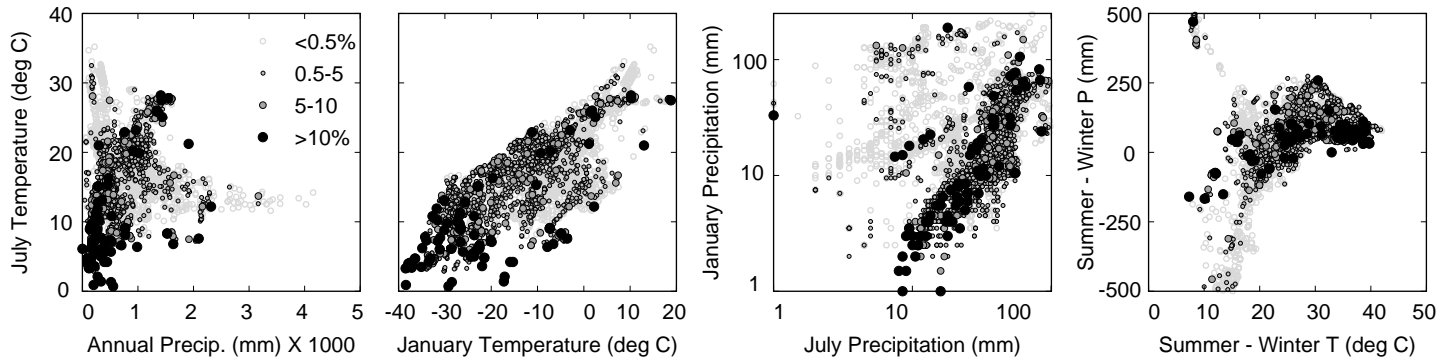 July Temperature (deg C)
40
30
20
10
0
<0.5%
0.5-5
5-10
>10%
0 1 2 3 4 5
Annual Precip. (mm) X 1000
-40 -30 -20 -10 0 10 20
January Temperature (deg C)
January Precipitation (mm)
100
10
1
1 10 100
July Precipitation (mm)
Summer - Winter P (mm)
500
250
0
-250
-500
0 10 20 30 40 50
Summer - Winter T (deg C)